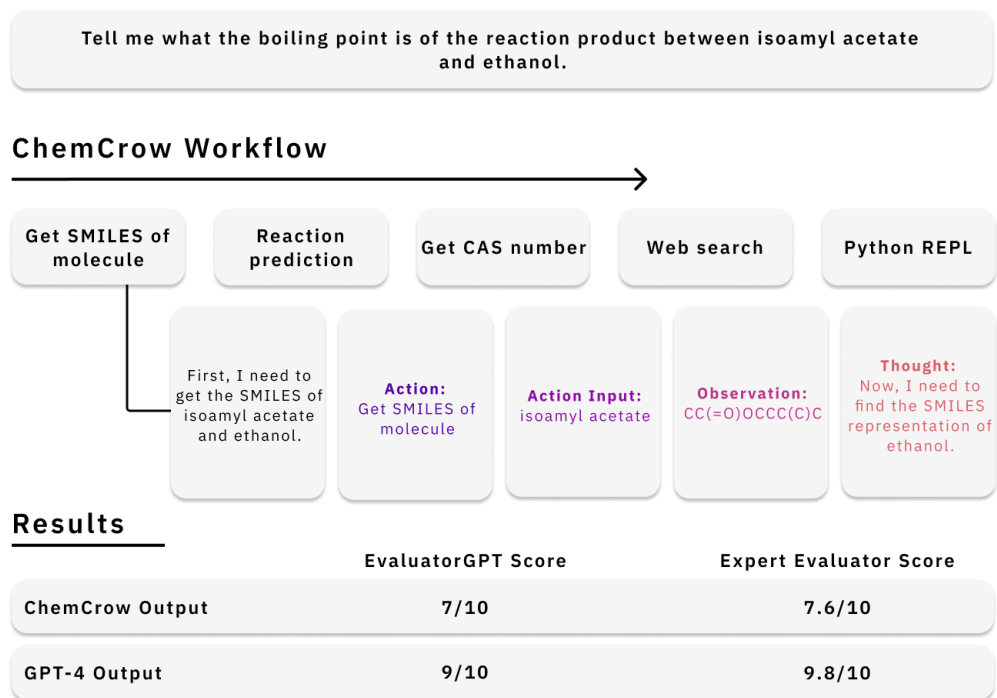 Tell me what the boiling point is of the reaction product between isoamyl acetate
and ethanol.
ChemCrow Workflow
Get SMILES of
molecule
Reaction
prediction
Get CAS number
Web search
Python REPL
First, I need to
get the SMILES of
isoamyl acetate
and ethanol.
Action:
Get SMILES of
molecule
Action Input:
isoamyl acetate
Observation:
CC(=O)OCCC(C)C
Thought:
Now, I need to
find the SMILES
representation of
ethanol.
Results
EvaluatorGPT Score
Expert Evaluator Score
ChemCrow Output
7/10
7.6/10
GPT-4 Output
9/10
9.8/10